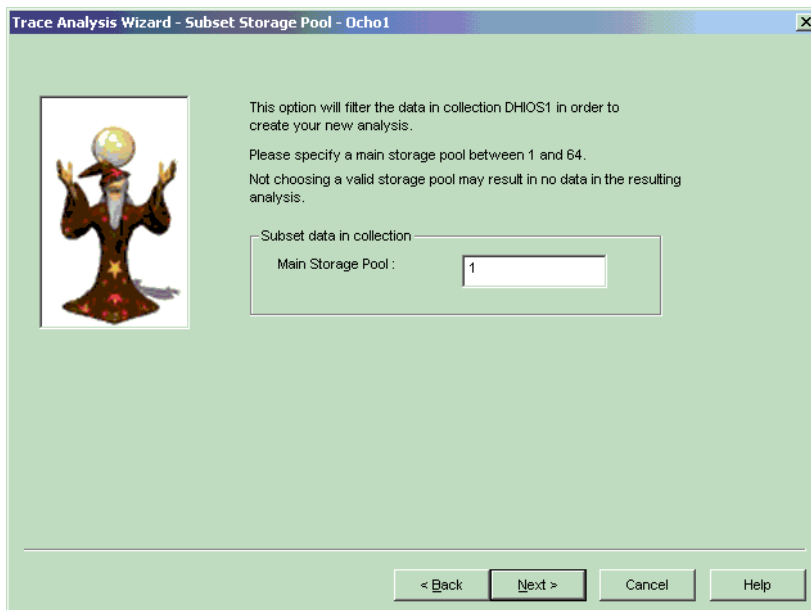 Trace Analysis Wizard - Subset Storage Pool - Ocho1
This option will filter the data in collection DHIOS1 in order to
create your new analysis.
Please specify a main storage pool between 1 and 64.
Not choosing a valid storage pool may result in no data in the resulting
analysis.
Subset data in collection
Main Storage Pool :
1
< Back
Next >
Cancel
Help